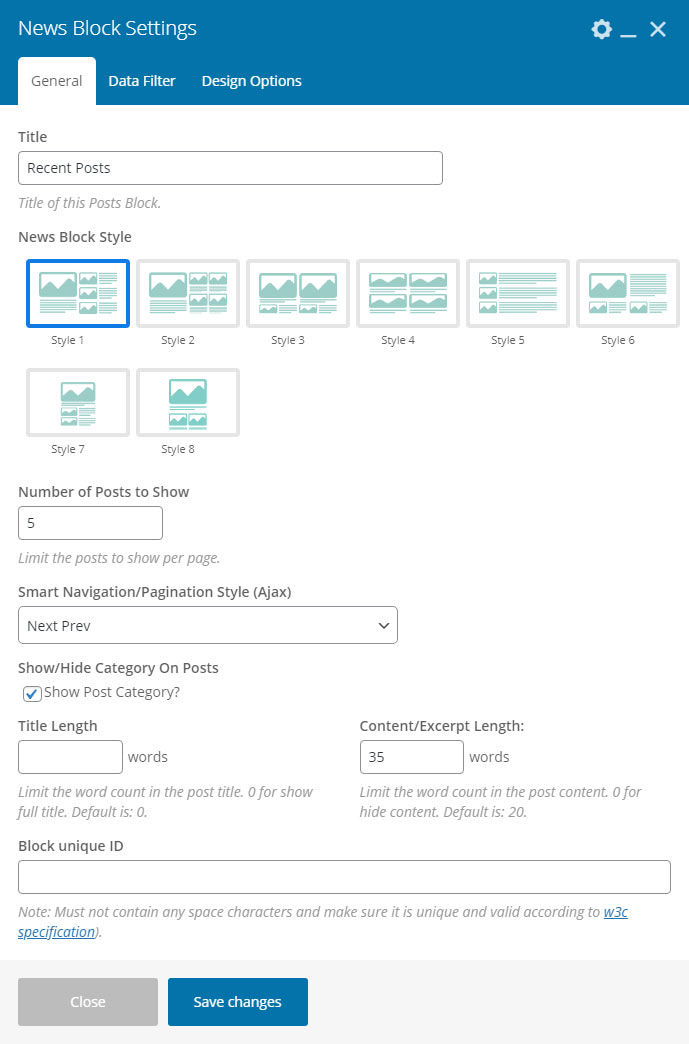 News Block Settings
General Data Filter Design Options
Title
Recent Posts
Title of this Posts Block.
News Block Style
Style 1 Style 2 Style 3 Style 4 Style 5 Style 6
Style 7 Style 8
Number of Posts to Show
5
Limit the posts to show per page.
Smart Navigation/Pagination Style (Ajax)
Next Prev
Show/Hide Category On Posts
Show Post Category?
Title Length Content/Excerpt Length:
words 35 words
Limit the word count in the post title. 0 for show Limit the word count in the post content. 0 for
full title. Default is: 0. hide content. Default is: 20.
Block unique ID
Note: Must not contain any space characters and make sure it is unique and valid according to w3c
specification).
Close Save changes